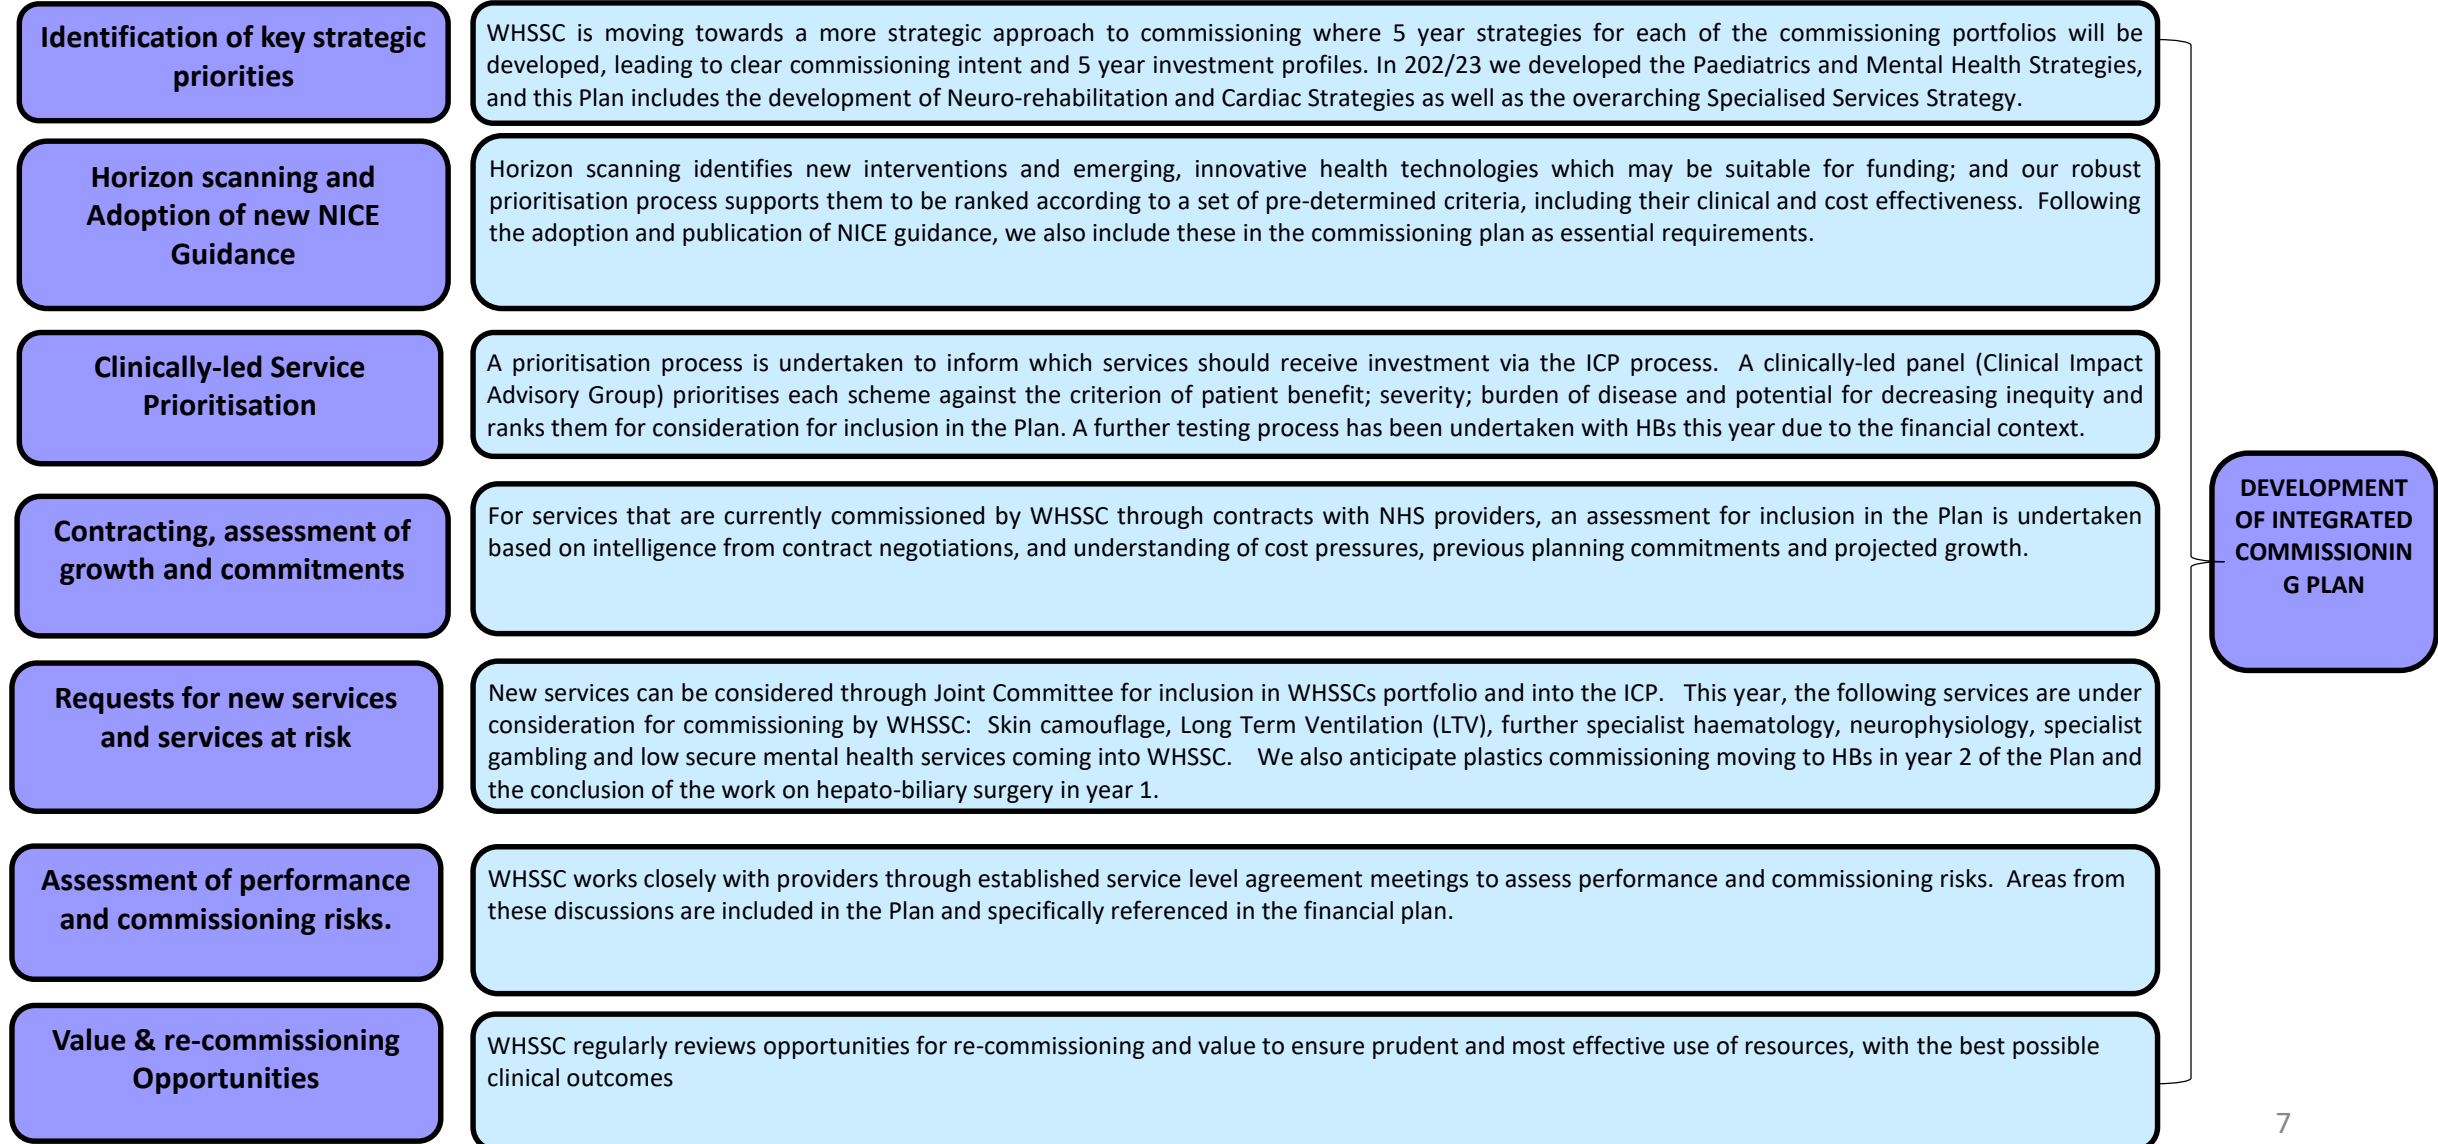 Identification of key strategic
priorities
WHSSC is moving towards a more strategic approach to commissioning where 5 year strategies for each of the commissioning portfolios will be
developed, leading to clear commissioning intent and 5 year investment profiles. In 202/23 we developed the Paediatrics and Mental Health Strategies,
and this Plan includes the development of Neuro-rehabilitation and Cardiac Strategies as well as the overarching Specialised Services Strategy.
Horizon scanning and
Adoption of new NICE
Guidance
Horizon scanning identifies new interventions and emerging, innovative health technologies which may be suitable for funding; and our robust
prioritisation process supports them to be ranked according to a set of pre-determined criteria, including their clinical and cost effectiveness. Following
the adoption and publication of NICE guidance, we also include these in the commissioning plan as essential requirements.
Clinically-led Service
Prioritisation
A prioritisation process is undertaken to inform which services should receive investment via the ICP process. A clinically-led panel (Clinical Impact
Advisory Group) prioritises each scheme against the criterion of patient benefit; severity; burden of disease and potential for decreasing inequity and
ranks them for consideration for inclusion in the Plan. A further testing process has been undertaken with HBs this year due to the financial context.
Contracting, assessment of
growth and commitments
For services that are currently commissioned by WHSSC through contracts with NHS providers, an assessment for inclusion in the Plan is undertaken
based on intelligence from contract negotiations, and understanding of cost pressures, previous planning commitments and projected growth.
Requests for new services
and services at risk
New services can be considered through Joint Committee for inclusion in WHSSCs portfolio and into the ICP. This year, the following services are under
consideration for commissioning by WHSSC: Skin camouflage, Long Term Ventilation (LTV), further specialist haematology, neurophysiology, specialist
gambling and low secure mental health services coming into WHSSC. We also anticipate plastics commissioning moving to HBs in year 2 of the Plan and
the conclusion of the work on hepato-biliary surgery in year 1.
Assessment of performance
and commissioning risks.
WHSSC works closely with providers through established service level agreement meetings to assess performance and commissioning risks. Areas from
these discussions are included in the Plan and specifically referenced in the financial plan.
Value & re-commissioning
Opportunities
WHSSC regularly reviews opportunities for re-commissioning and value to ensure prudent and most effective use of resources, with the best possible
clinical outcomes
DEVELOPMENT
OF INTEGRATED
COMMISSIONIN
G PLAN
7